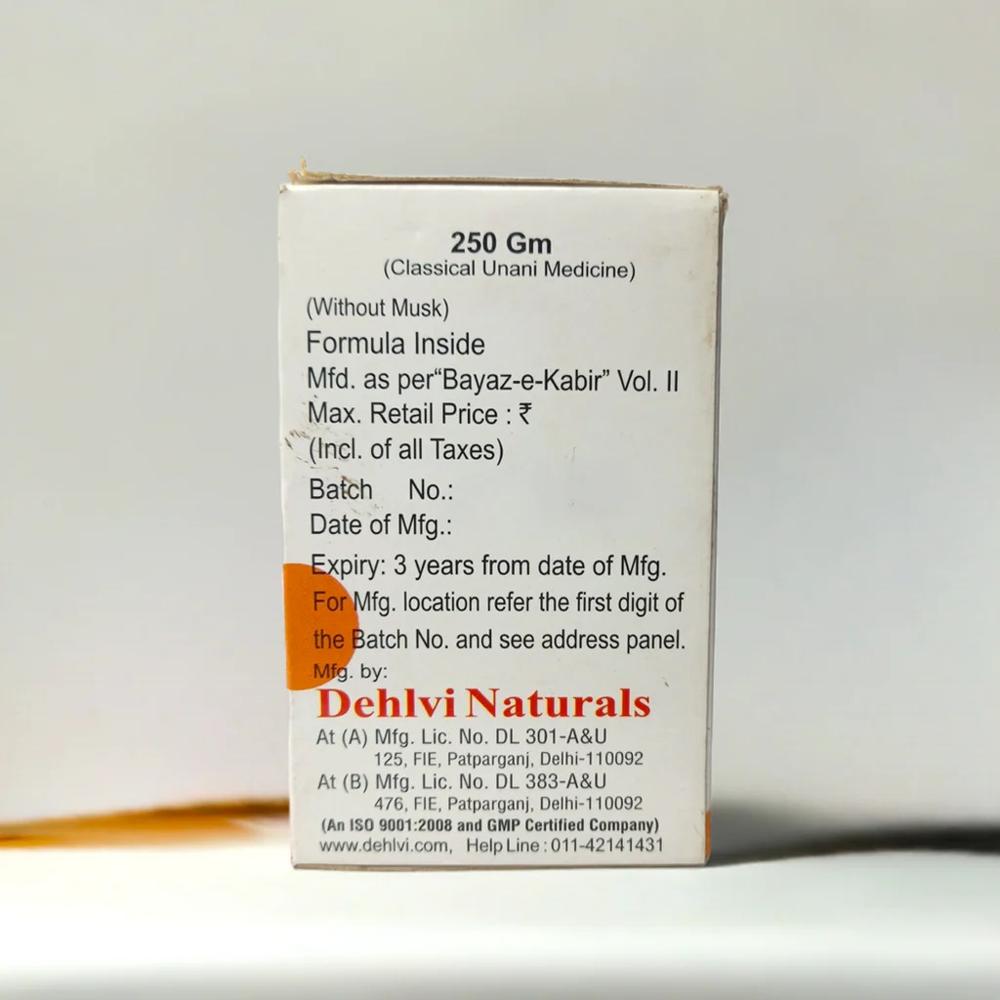 250 Gm
(Classical Unani Medicine)
(Without Musk)
Formula Inside
Mfd. as per“Bayaz-e-Kabir” Vol. II
Max. Retail Price : ₹
(Incl. of all Taxes)
Batch No.:
Date of Mfg.:
Expiry: 3 years from date of Mfg.
For Mfg. location refer the first digit of
the Batch No. and see address panel.
Mfg. by:
Dehlvi Naturals
At (A) Mfg. Lic. No. DL 301-A&U
125, FIE, Patparganj, Delhi-110092
At (B) Mfg. Lic. No. DL 383-A&U
476, FIE, Patparganj, Delhi-110092
(An ISO 9001:2008 and GMP Certified Company)
www.dehlvi.com, Help Line : 011-42141431